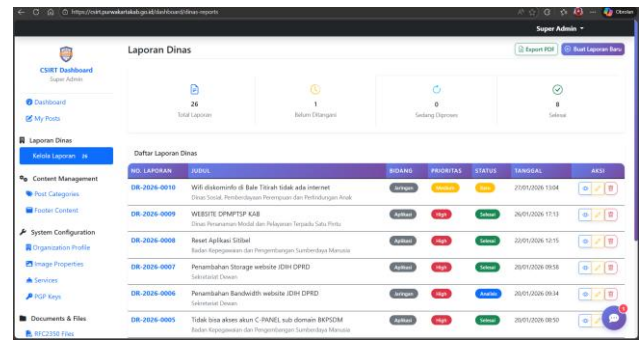 https://csirt.purwakartakab.go.id/dashboard/dinas-reports
Super Admin
CSIRT Dashboard
Super Admin
Dashboard
My Posts
Laporan Dinas
Kelola Laporan 26
Content Management
Post Categories
Footer Content
System Configuration
Organization Profile
Image Properties
Services
PGP Keys
Documents & Files
RFC2350 Files
Laporan Dinas
Export PDF
Buat Laporan Baru
26
Total Laporan
1
Belum Ditangani
0
Sedang Diproses
8
Selesai
Daftar Laporan Dinas
NO. LAPORAN JUDUL BIDANG PRIORITAS STATUS TANGGAL AKSI
DR-2026-0010 Wifi diskominfo di Bale Titirah tidak ada internet Jaringan Medium Baru 27/01/2026 13:04
Dinas Sosial, Pemberdayaan Perempuan dan Perlindungan Anak
DR-2026-0009 WEBSITE DPMPTSP KAB Aplikasi High Selesai 26/01/2026 17:13
Dinas Penanaman Modal dan Pelayanan Terpadu Satu Pintu
DR-2026-0008 Reset Aplikasi Sitibel Aplikasi High Selesai 22/01/2026 12:15
Badan Kepegawaian dan Pengembangan Sumberdaya Manusia
DR-2026-0007 Penambahan Storage website JDIH DPRD Aplikasi High Selesai 20/01/2026 09:58
Sekretariat Dewan
DR-2026-0006 Penambahan Bandwidth website JDIH DPRD Jaringan High Analisis 20/01/2026 09:34
Sekretariat Dewan
DR-2026-0005 Tidak bisa akses akun C-PANEL sub domain BKPSDM Aplikasi High Selesai 20/01/2026 08:50
Badan Kepegawaian dan Pengembangan Sumberdaya Manusia